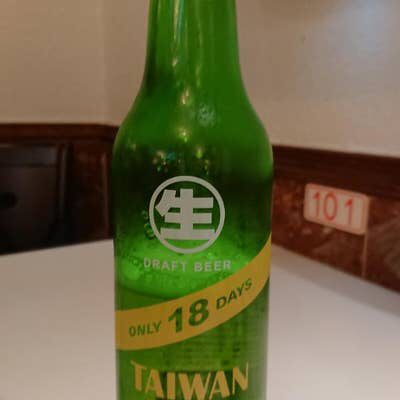 生
DRAFT BEER
ONLY 18 DAYS
TAIWAN
101